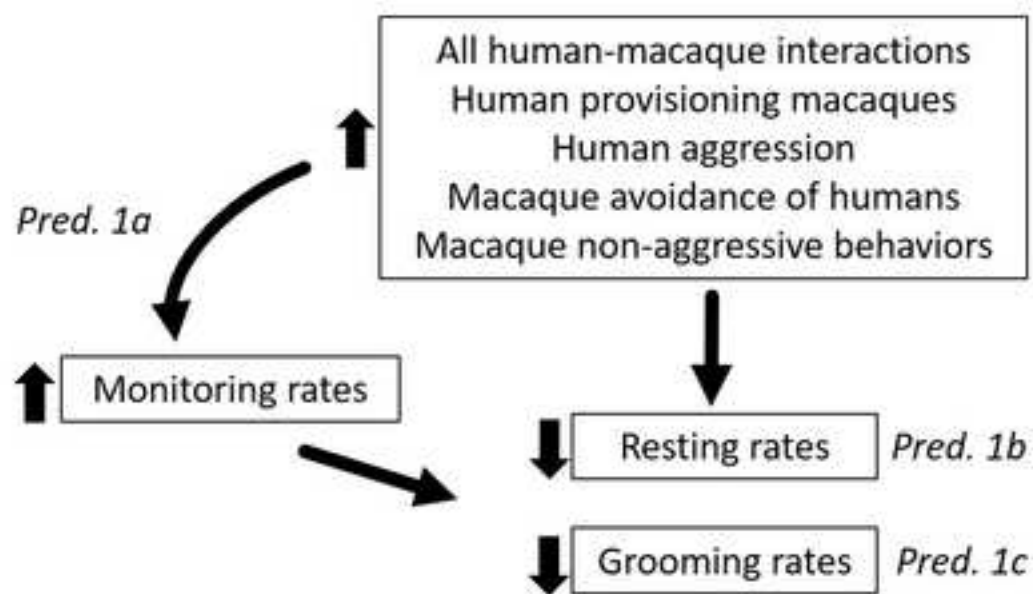 All human-macaque interactions
Human provisioning macaques
Human aggression
Macaque avoidance of humans
Macaque non-aggressive behaviors
Pred. 1a
Monitoring rates
Resting rates
Pred. 1b
Grooming rates
Pred. 1c